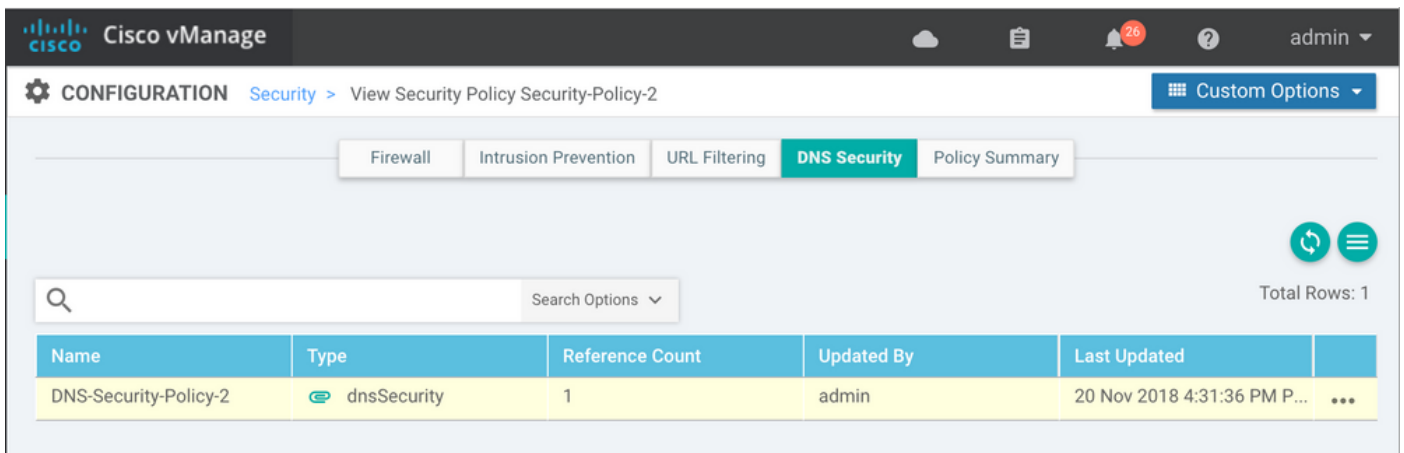 cisco Cisco vManage 26 admin
CONFIGURATION Security > View Security Policy Security-Policy-2 Custom Options
Firewall Intrusion Prevention URL Filtering DNS Security Policy Summary
Search Options Total Rows: 1
Name Type Reference Count Updated By Last Updated
DNS-Security-Policy-2 dnsSecurity 1 admin 20 Nov 2018 4:31:36 PM P...